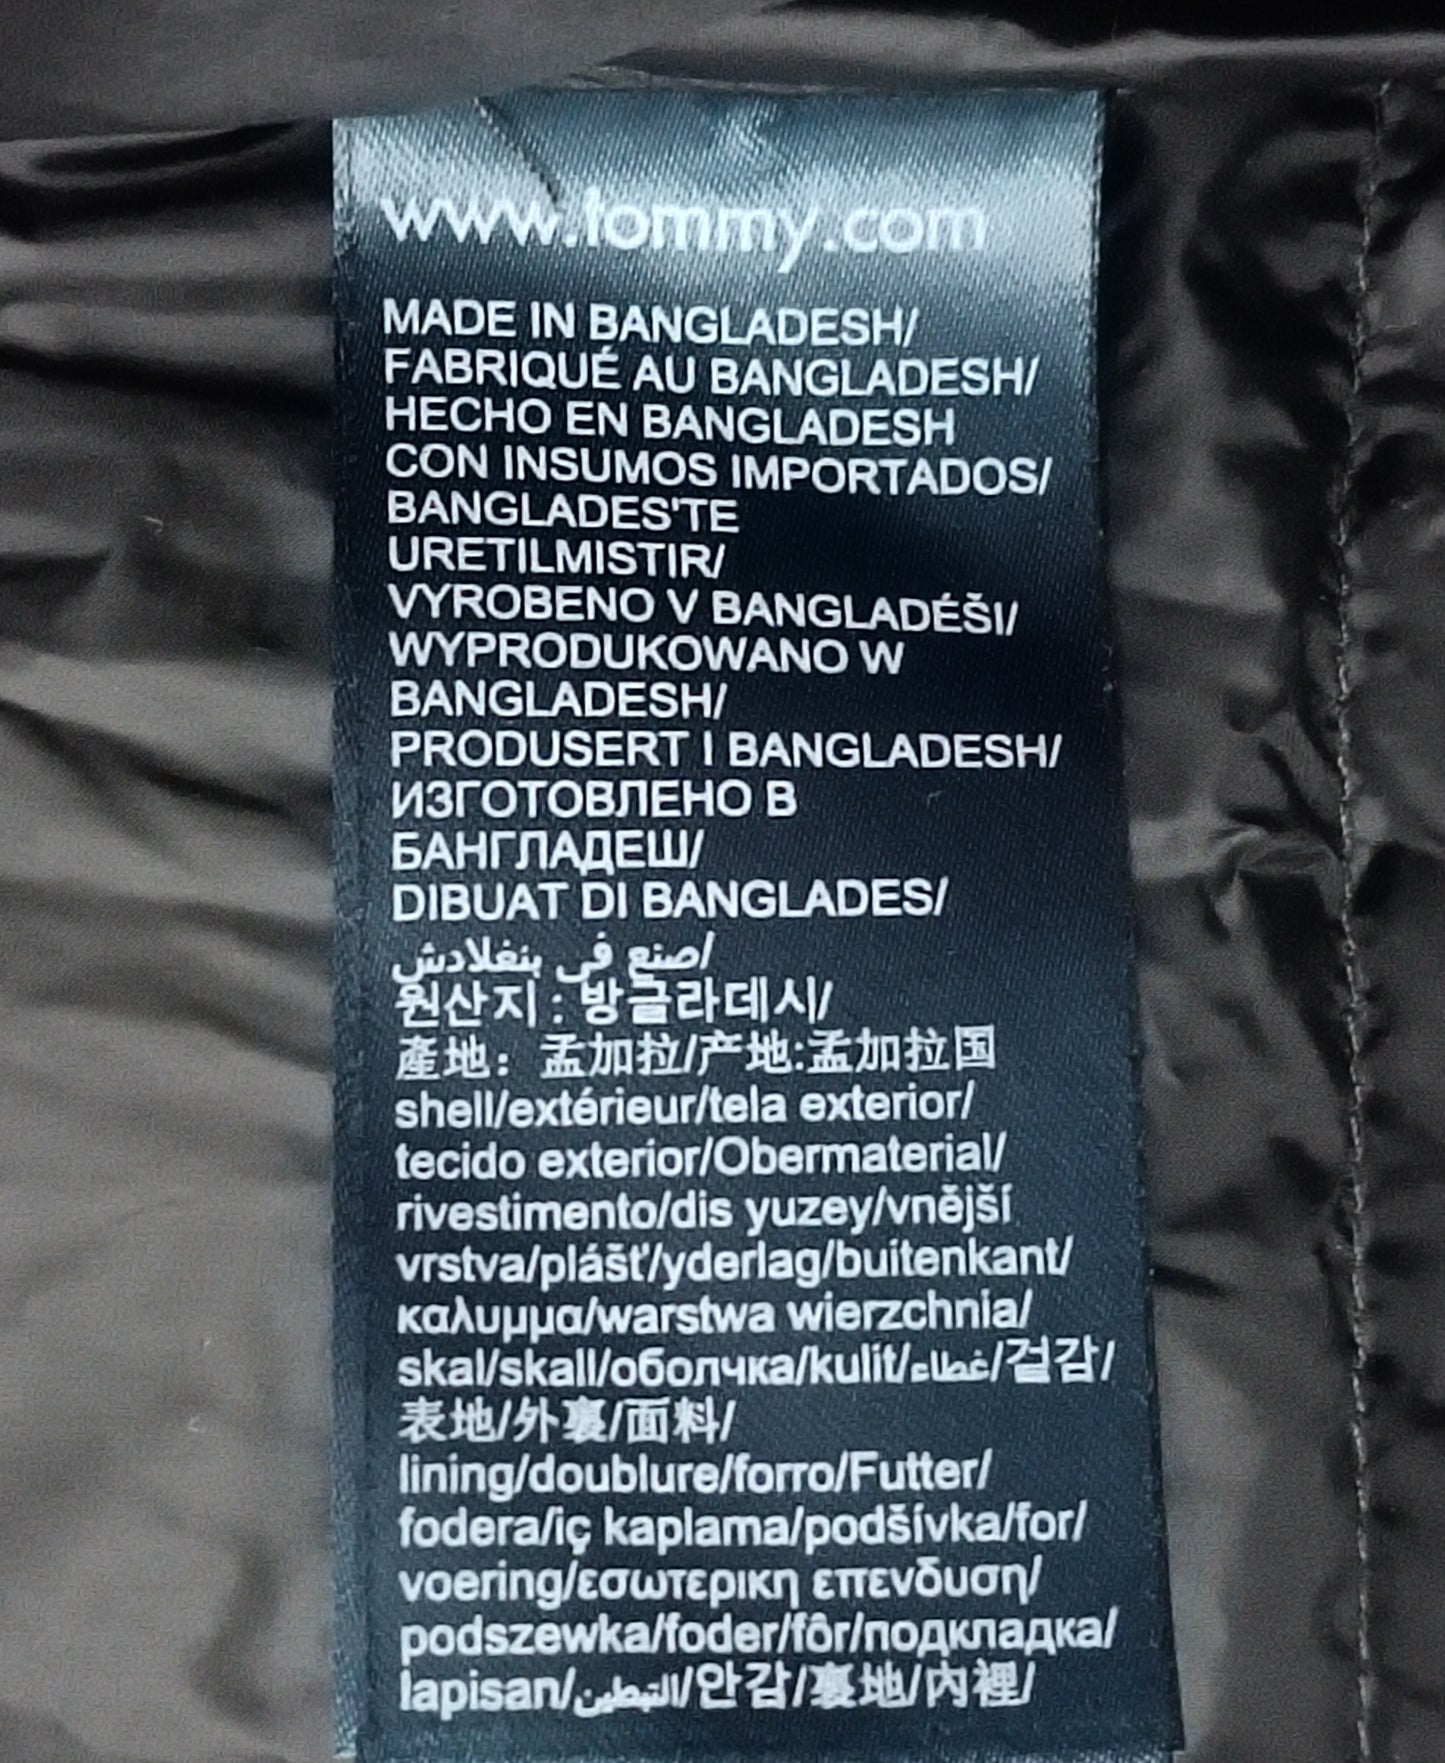 www.tommy.com
MADE IN BANGLADESH/
FABRIQUÉ AU BANGLADESH/
HECHO EN BANGLADESH
CON INSUMOS IMPORTADOS/
BANGLADES'TE
URETILMISTIR/
VYROBENO V BANGLADÉŠI/
WYPRODUKOWANO W
BANGLADESH/
PRODUSERT I BANGLADESH/
ИЗГОТОВЛЕНО В
БАНГЛАДЕШ/
DIBUAT DI BANGLADES/
صنع في بنغلادش/
원산지 : 방글라데시/
產地：孟加拉/产地:孟加拉国
shell/extérieur/tela exterior/
tecido exterior/Obermaterial/
rivestimento/dis yuzey/vnější
vrstva/plášť/yderlag/buitenkant/
καλυμμα/warstwa wierzchnia/
skal/skall/оболчка/kulit/غطاء/겉감/
表地/外裏/面料/
lining/doublure/forro/Futter/
fodera/iç kaplama/podšívka/for/
voering/εσωτερικη επενδυση/
podszewka/foder/fôr/подкладка/
lapisan/التبطين/안감/裏地/內裡/